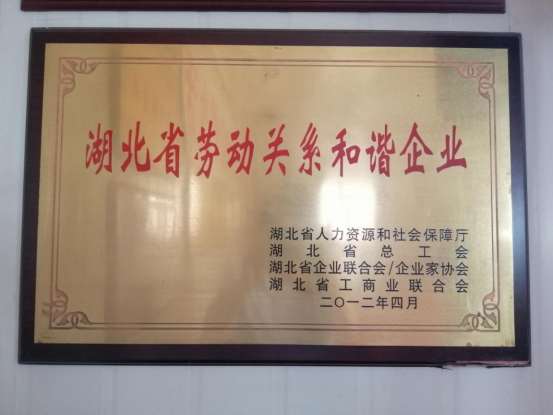 湖北省劳动关系和谐企业
湖北省人力资源和社会保障厅
湖北省总工会
湖北省企业联合会/企业家协会
湖北省工商业联合会
二〇一二年四月